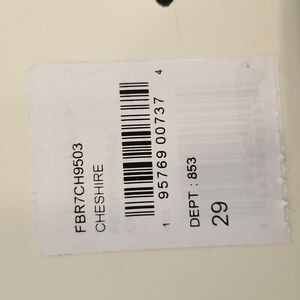 FBR7CH9503
CHESHIRE
1 95769 00737 4
DEPT : 853
29